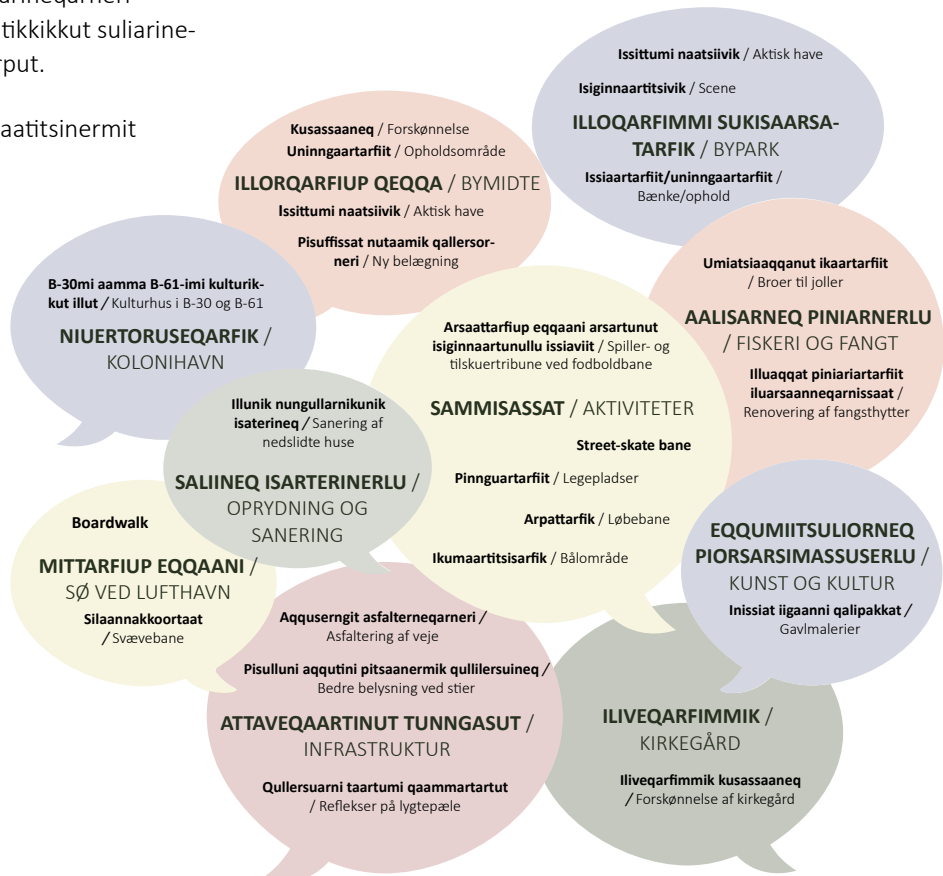 tikkikkut suliarine-
rput.
aatitsinermit
Issittumi naatsiivik / Aktisk have
Isiginnaartitsivik / Scene
ILLOQARFIMMI SUKISAARSA-
TARFIK / BYPARK
Issiaartarfiit/uninngaartarfiit /
Bænke/ophold
Kusassaaneq / Forskønnelse
Uninngaartarfiit / Opholdsområde
ILLORQARFIUP QEQQA / BYMIDTE
Issittumi naatsiivik / Aktisk have
Pisuffissat nutaamik qallersor-
neri / Ny belægning
Umiatsiaaqqanut ikaartarfiit
/ Broer til joller
AALISARNEQ PINIARNERLU
/ FISKERI OG FANGT
Illuaqqat piniariartarfiit
iluarsaanneqarnissaat /
Renovering af fangsthytter
B-30mi aamma B-61-imi kulturik-
kut illut / Kulturhus i B-30 og B-61
NIUERTORUSEQARFIK /
KOLONIHAVN
Arsaattarfiup eqqaani arsartunut
isiginnaartunullu issiaviit / Spiller- og
tilskuertribune ved fodboldbane
SAMMISASSAT / AKTIVITETER
Street-skate bane
Pinnguartarfiit / Legepladser
Arpattarfik / Løbebane
Ikumaartitsisarfik / Bålområde
Illunik nungullarnikunik
isaterineq / Sanering af
nedslidte huse
SALIINEQ ISARTERINERLU /
OPRYDNING OG
SANERING
Boardwalk
MITTARFIUP EQQAANI /
SØ VED LUFTHAVN
Silaannakkoortaat
/ Svævebane
EQQUMIITSULIORNEQ
PIORSARSIMASSUSERLU /
KUNST OG KULTUR
Inissiat iigaanni qalipakkat /
Gavlmalerier
Aqquserngit asfalterneqarneri /
Asfaltering af veje
Pisulluni aqqutini pitsaanermik qullilersuineq /
Bedre belysning ved stier
ATTAVEQAARTINUT TUNNGASUT /
INFRASTRUKTUR
Qullersuarni taartumi qaammartartut
/ Reflekser på lygtepæle
ILIVEQARFIMMIK /
KIRKEGÅRD
Iliveqarfimmik kusassaaneq
/ Forskønnelse af kirkegård